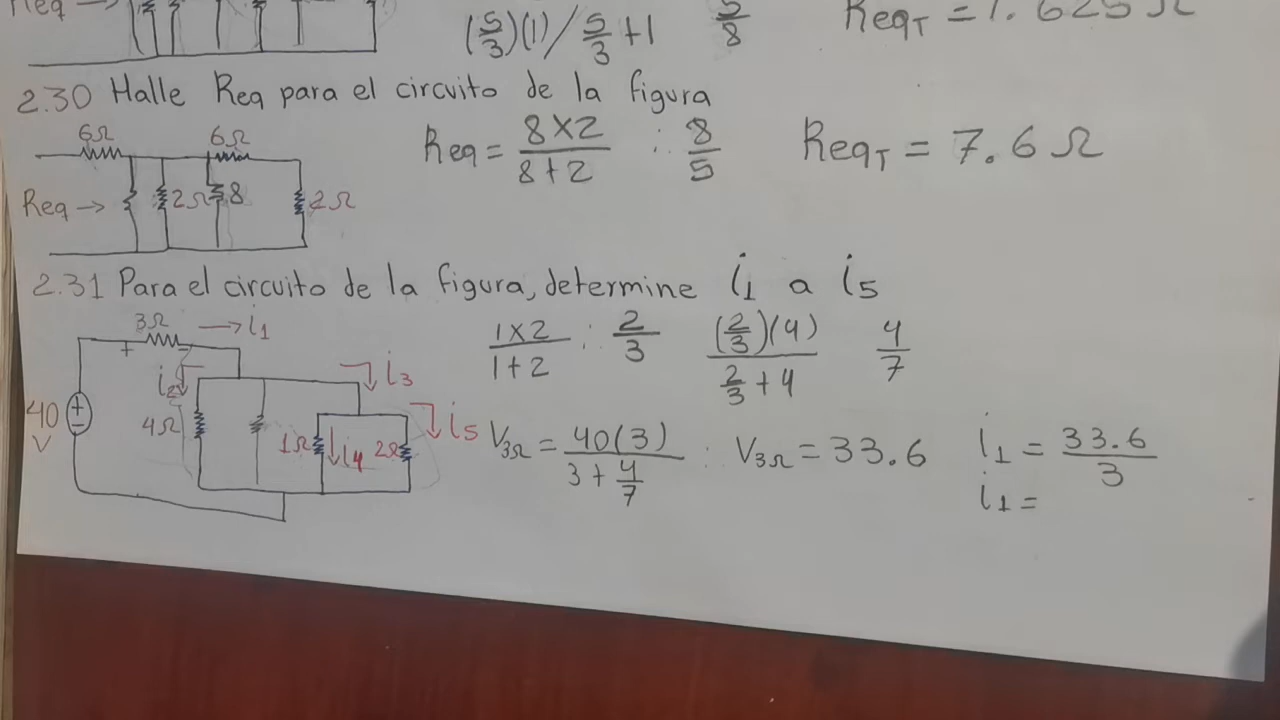 Req →
(5/3)(1) / 5/3 + 1
5/8
ReqT = 1.625 Ω
2.30 Halle Req para el circuito de la figura
6Ω 6Ω
Req → 2Ω 8 2Ω
Req = 8×2 / 8+2 ∴ 8/5
ReqT = 7.6 Ω
2.31 Para el circuito de la figura, determine i1 a i5
3Ω → i1
+ -
i2 i3
40 V + -
4Ω 1Ω i4 2Ω i5
1×2 / 1+2 : 2/3
(2/3)(4) / 2/3 + 4
4/7
V3Ω = 40(3) / 3 + 4/7 : V3Ω = 33.6
i1 = 33.6 / 3
i1 =